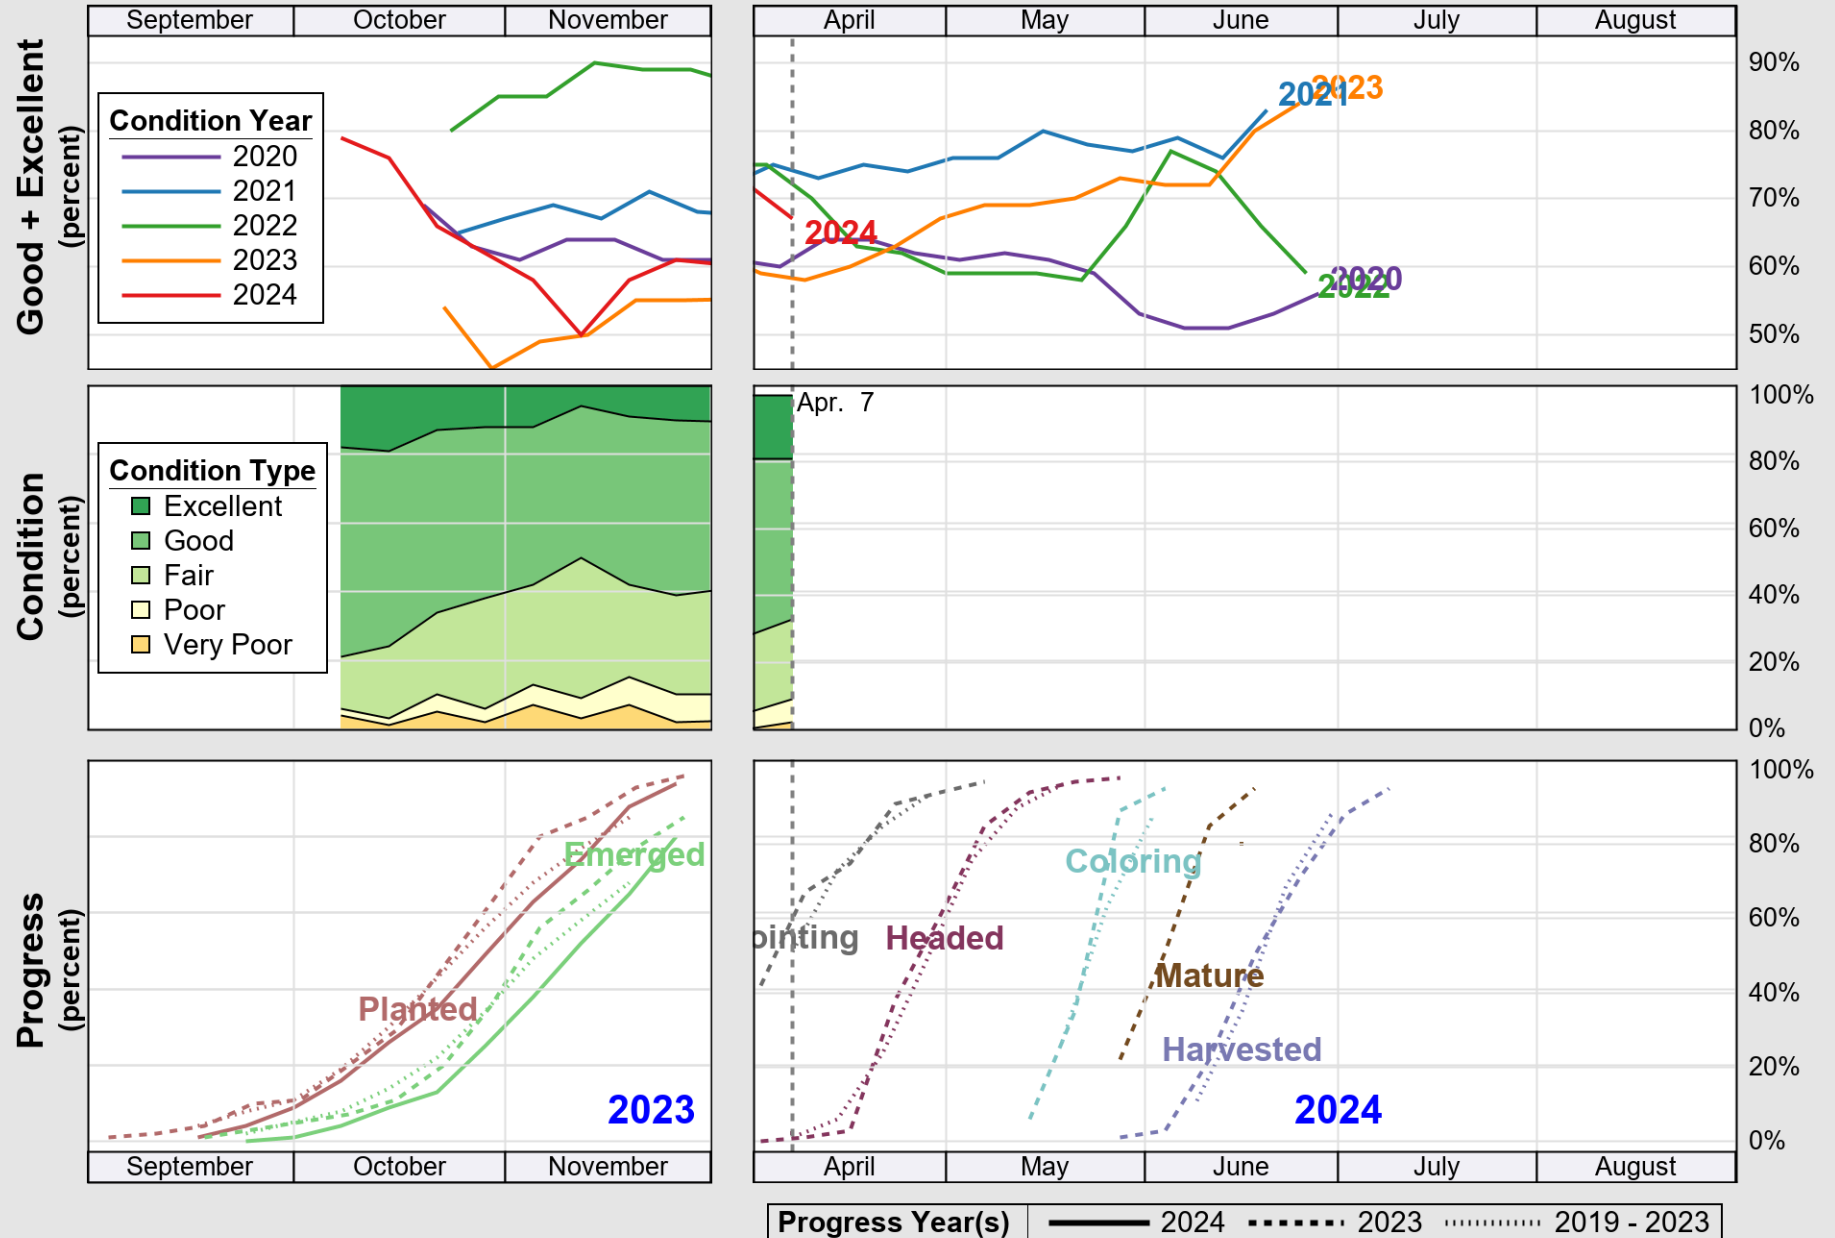 September October November April May June July August
Good + Excellent
(percent)
Condition Year
2020
2021
2022
2023
2024
2021
2023
2024
2020
2022
90%
80%
70%
60%
50%
Condition
(percent)
Condition Type
Excellent
Good
Fair
Poor
Very Poor
Apr. 7
100%
80%
60%
40%
20%
0%
Progress
(percent)
Planted
Emerged
2023
ointing
Headed
Coloring
Mature
Harvested
2024
100%
80%
60%
40%
20%
0%
September October November April May June July August
Progress Year(s) 2024 2023 2019 - 2023